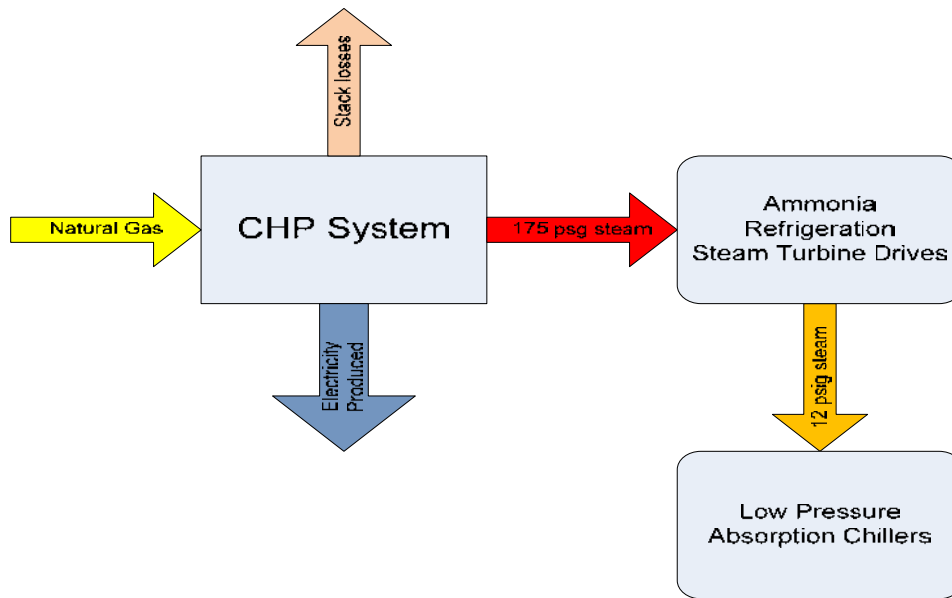 Stack losses
Natural Gas
CHP System
175 psg steam
Ammonia
Refrigeration
Steam Turbine Drives
Electricity
Produced
12 psig steam
Low Pressure
Absorption Chillers